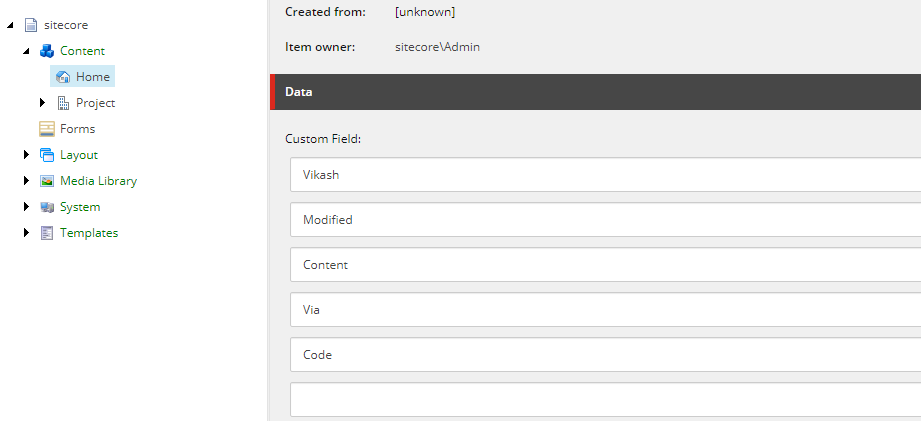 sitecore
Content
Home
Project
Forms
Layout
Media Library
System
Templates
Created from: [unknown]
Item owner: sitecore\Admin
Data
Custom Field:
Vikash
Modified
Content
Via
Code